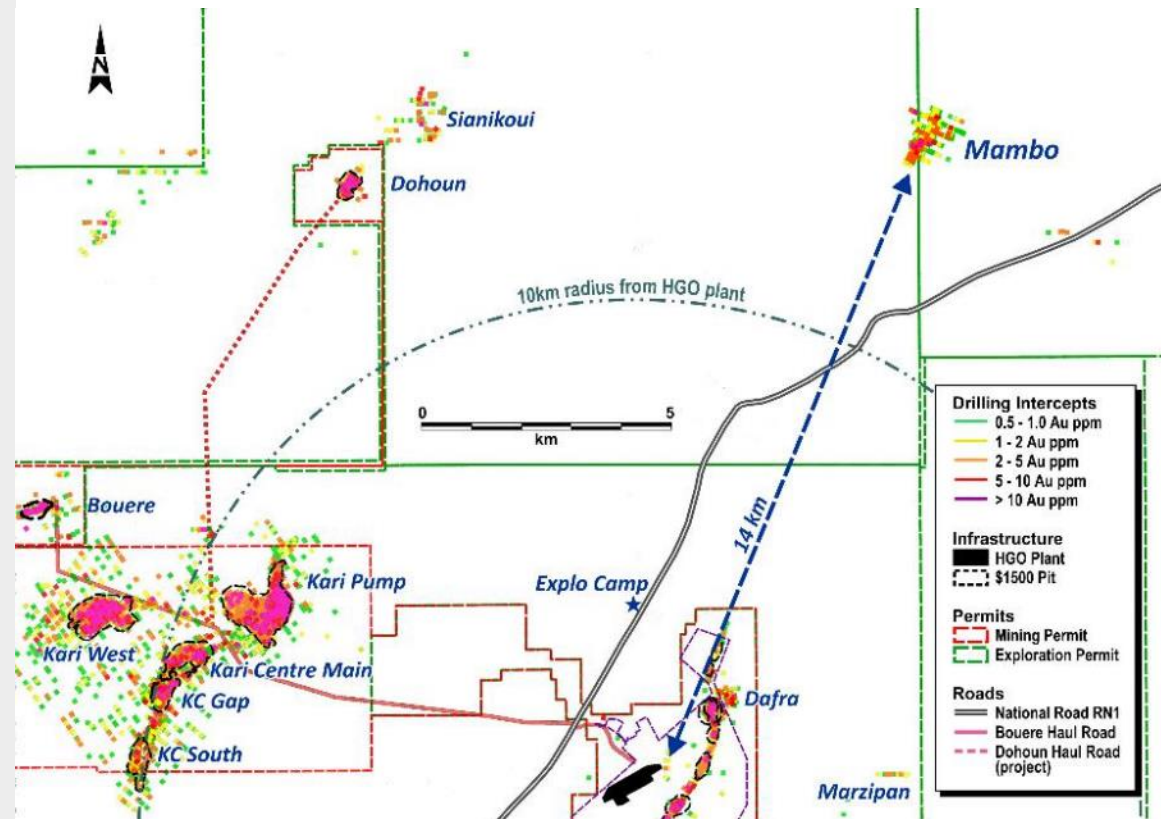 N
Sianikoui
Mambo
Dohoun
10km radius from HGO plant
0 5
km
14 km
Bouere
Kari Pump
Explo Camp
Kari West
Kari Centre Main
KC Gap
Dafra
KC South
Marzipan
Drilling Intercepts
0.5 - 1.0 Au ppm
1 - 2 Au ppm
2 - 5 Au ppm
5 - 10 Au ppm
> 10 Au ppm
Infrastructure
HGO Plant
$1500 Pit
Permits
Mining Permit
Exploration Permit
Roads
National Road RN1
Bouere Haul Road
Dohoun Haul Road
(project)